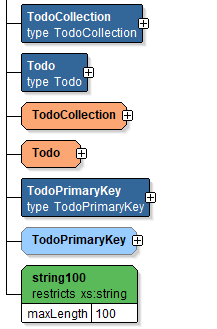 TodoCollection
type TodoCollection
Todo
type Todo
TodoCollection
Todo
TodoPrimaryKey
type TodoPrimaryKey
TodoPrimaryKey
string100
restricts xs:string
maxLength 100